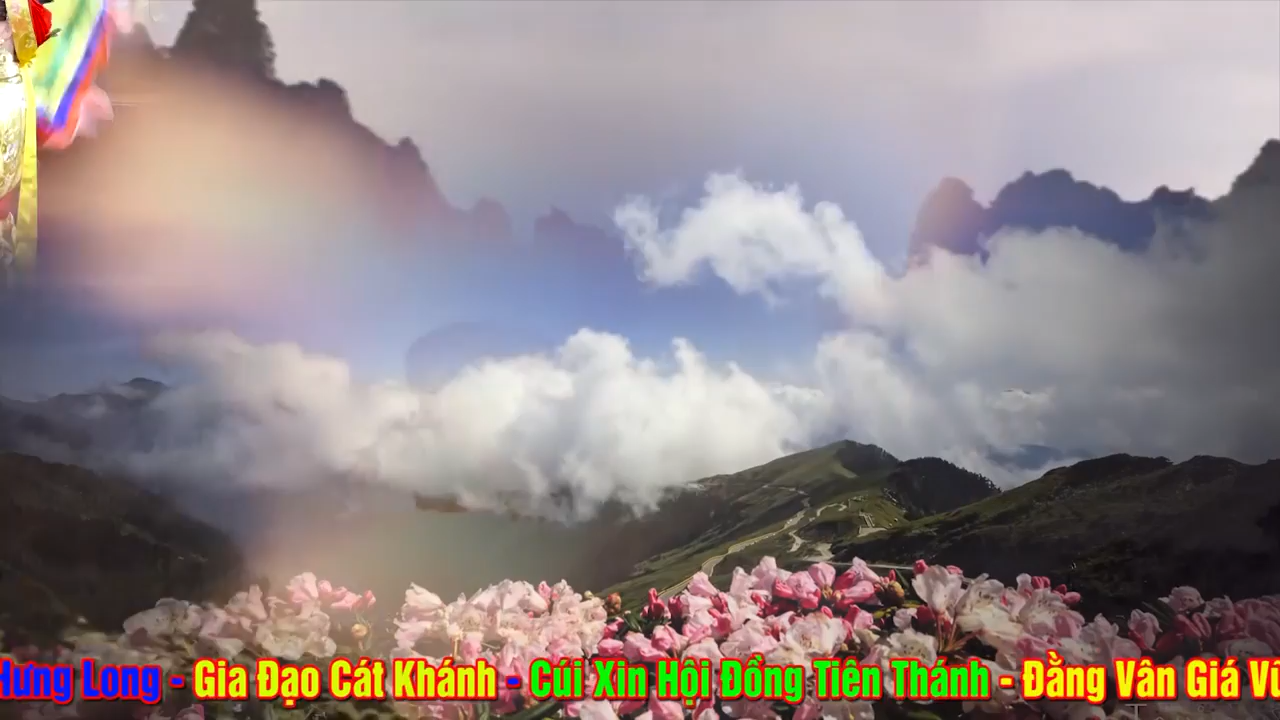 Hưng Long - Gia Đạo Cát Khánh - Cúi Xin Hội Đồng Tiên Thánh - Đằng Vân Giá Vũ